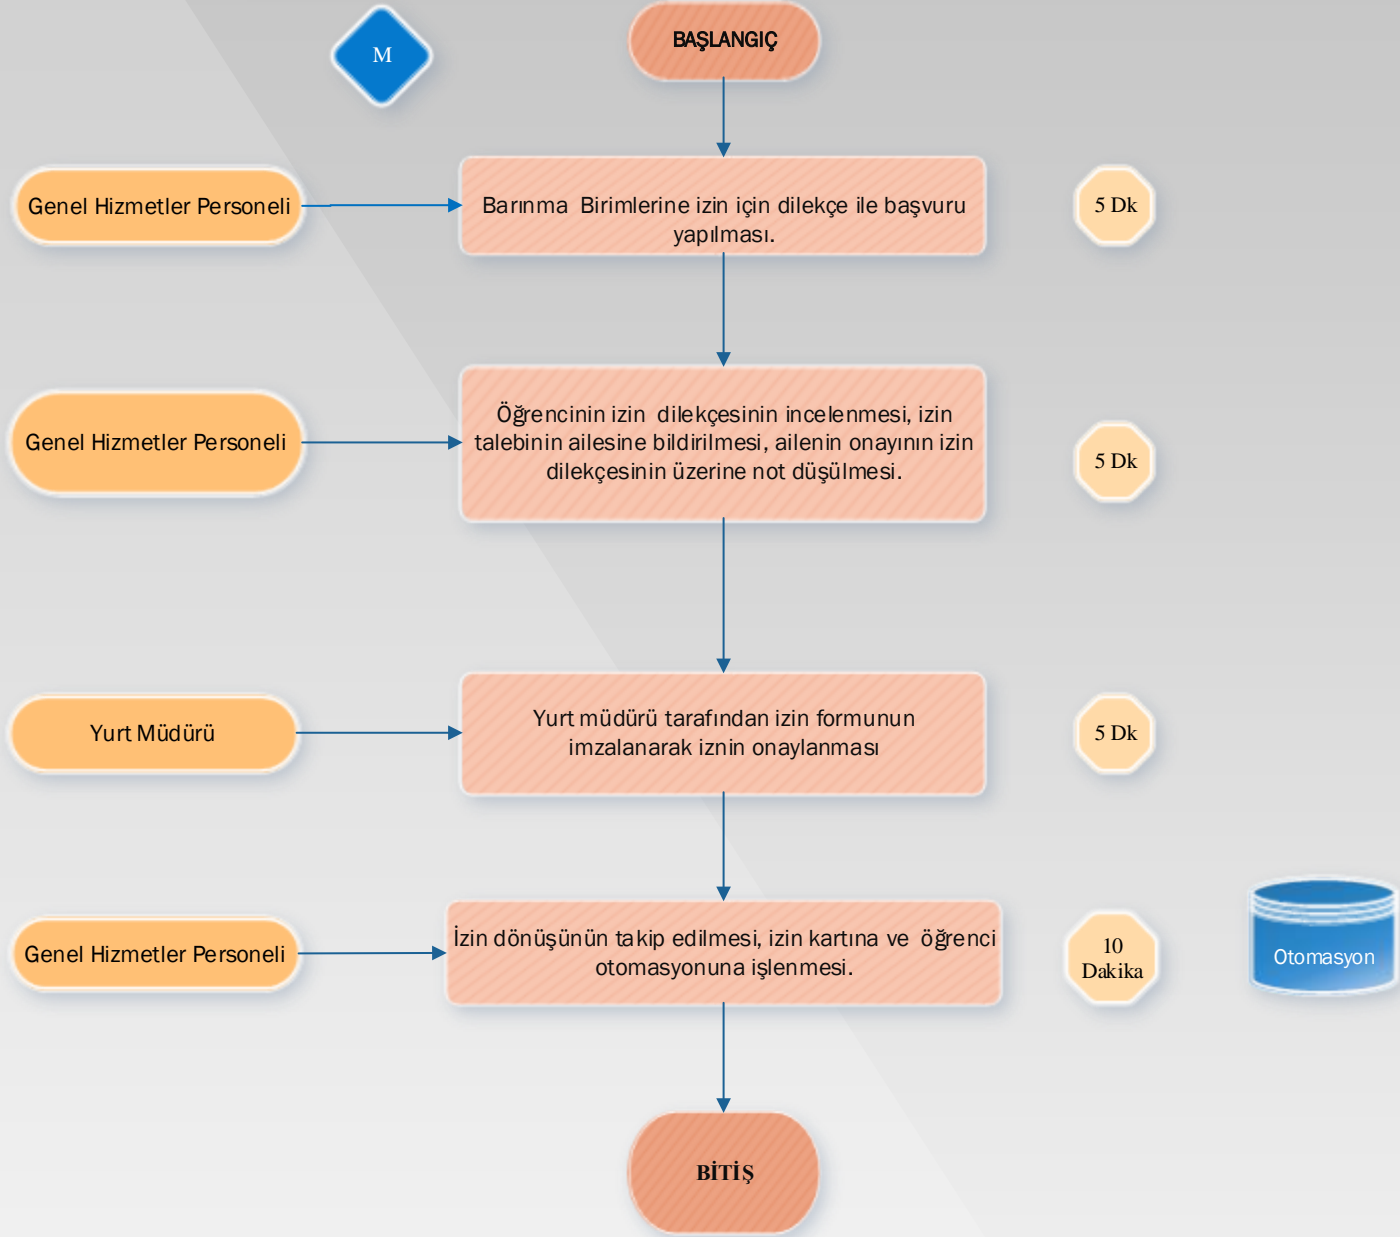 M
BAŞLANGIÇ
Genel Hizmetler Personeli
Barınma Birimlerine izin için dilekçe ile başvuru
yapılması.
5 Dk
Genel Hizmetler Personeli
Öğrencinin izin dilekçesinin incelenmesi, izin
talebinin ailesine bildirilmesi, ailenin onayının izin
dilekçesinin üzerine not düşülmesi.
5 Dk
Yurt Müdürü
Yurt müdürü tarafından izin formunun
imzalanarak iznin onaylanması
5 Dk
Genel Hizmetler Personeli
İzin dönüşünün takip edilmesi, izin kartına ve öğrenci
otomasyonuna işlenmesi.
10
Dakika
Otomasyon
BİTİŞ